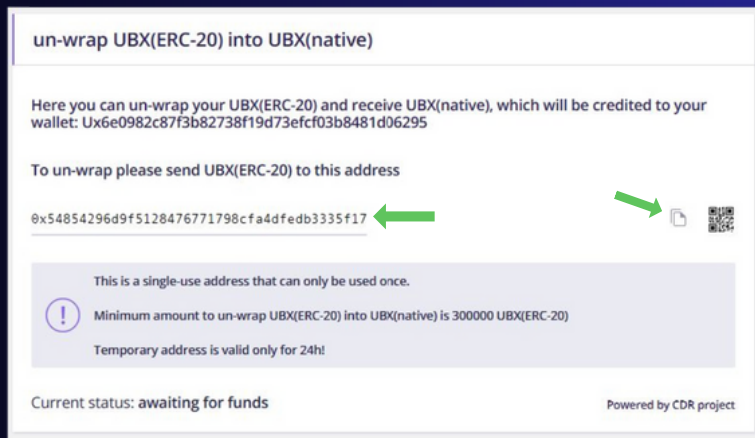 un-wrap UBX(ERC-20) into UBX(native)
Here you can un-wrap your UBX(ERC-20) and receive UBX(native), which will be credited to your
wallet: Ux6e0982c87f3b82738f19d73efcf03b8481d06295
To un-wrap please send UBX(ERC-20) to this address
0x54854296d9f5128476771798cfa4dfedb3335f17
This is a single-use address that can only be used once.
Minimum amount to un-wrap UBX(ERC-20) into UBX(native) is 300000 UBX(ERC-20)
Temporary address is valid only for 24h!
Current status: awaiting for funds
Powered by CDR project